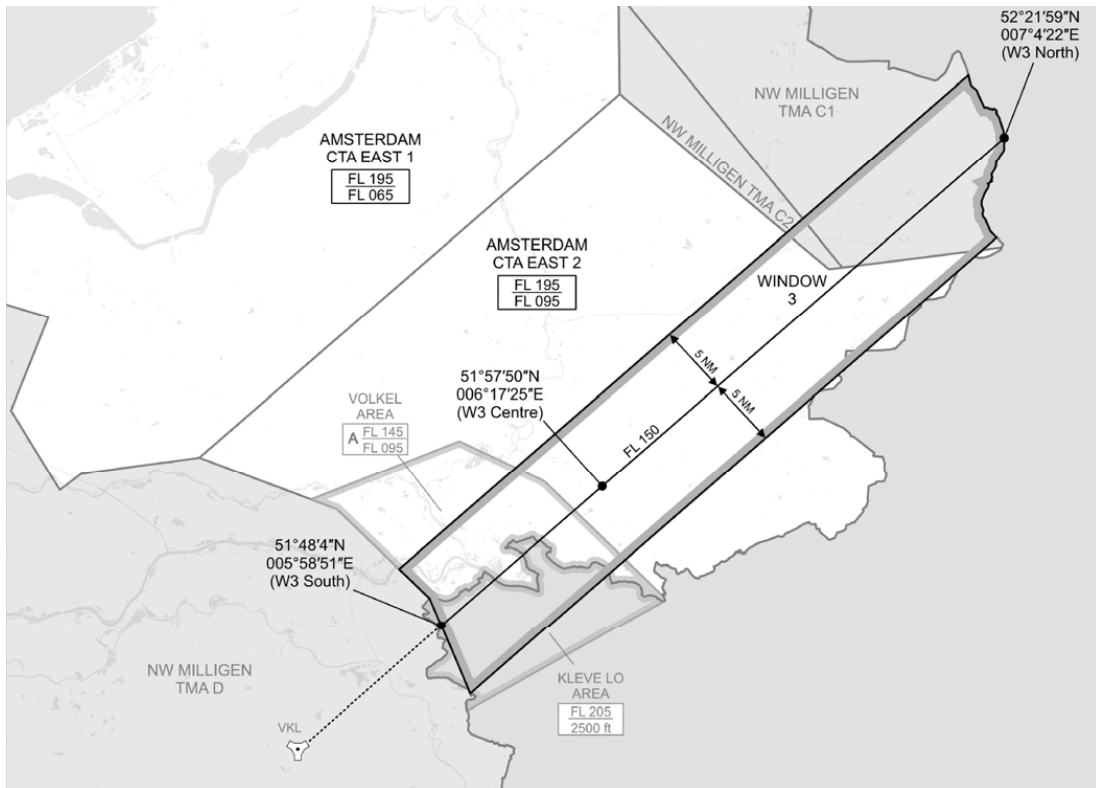 52°21′59″N
007°4′22″E
(W3 North)
NW MILLIGEN
TMA C1
AMSTERDAM
CTA EAST 1
FL 195
FL 065
NW MILLIGEN TMA C2
AMSTERDAM
CTA EAST 2
FL 195
FL 095
WINDOW
3
5 NM
5 NM
51°57′50″N
006°17′25″E
(W3 Centre)
VOLKEL
AREA
A FL 145
FL 095
FL 150
51°48′4″N
005°58′51″E
(W3 South)
NW MILLIGEN
TMA D
KLEVE LO
AREA
FL 205
2500 ft
VKL